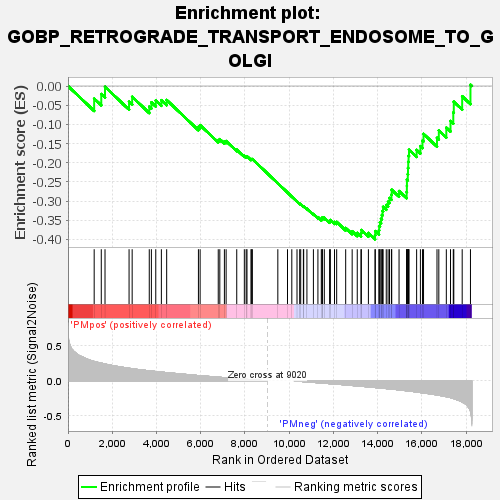 Enrichment plot:
GOBP_RETROGRADE_TRANSPORT_ENDOSOME_TO_G
OLGI
Enrichment score (ES)
0.00
-0.05
-0.10
-0.15
-0.20
-0.25
-0.30
-0.35
-0.40
Ranked list metric (Signal2Noise)
'PMpos' (positively correlated)
0.5
0.0
-0.5
Zero cross at 9020
'PMneg' (negatively correlated)
0
2,000
4,000
6,000
8,000
10,000
12,000
14,000
16,000
18,000
Rank in Ordered Dataset
Enrichment profile
Hits
Ranking metric scores